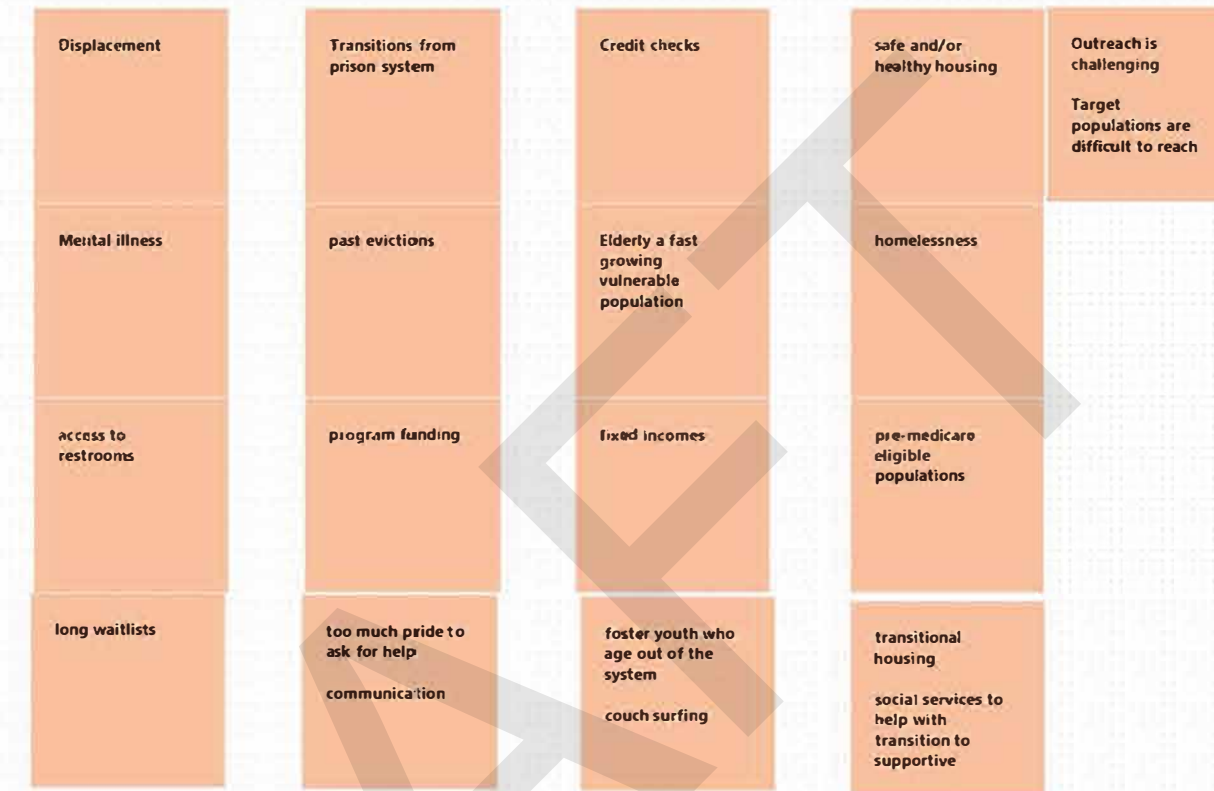 Displacement
Transitions from
prison system
Credit checks
safe and/or
healthy housing
Outreach is
challenging
Target
populations are
difficult to reach
Mental illness
past evictions
Elderly a fast
growing
vulnerable
population
homelessness
access to
restrooms
program funding
fixed incomes
pre-medicare
eligible
populations
long waitlists
too much pride to
ask for help
communication
foster youth who
age out of the
system
couch surfing
transitional
housing
social services to
help with
transition to
supportive